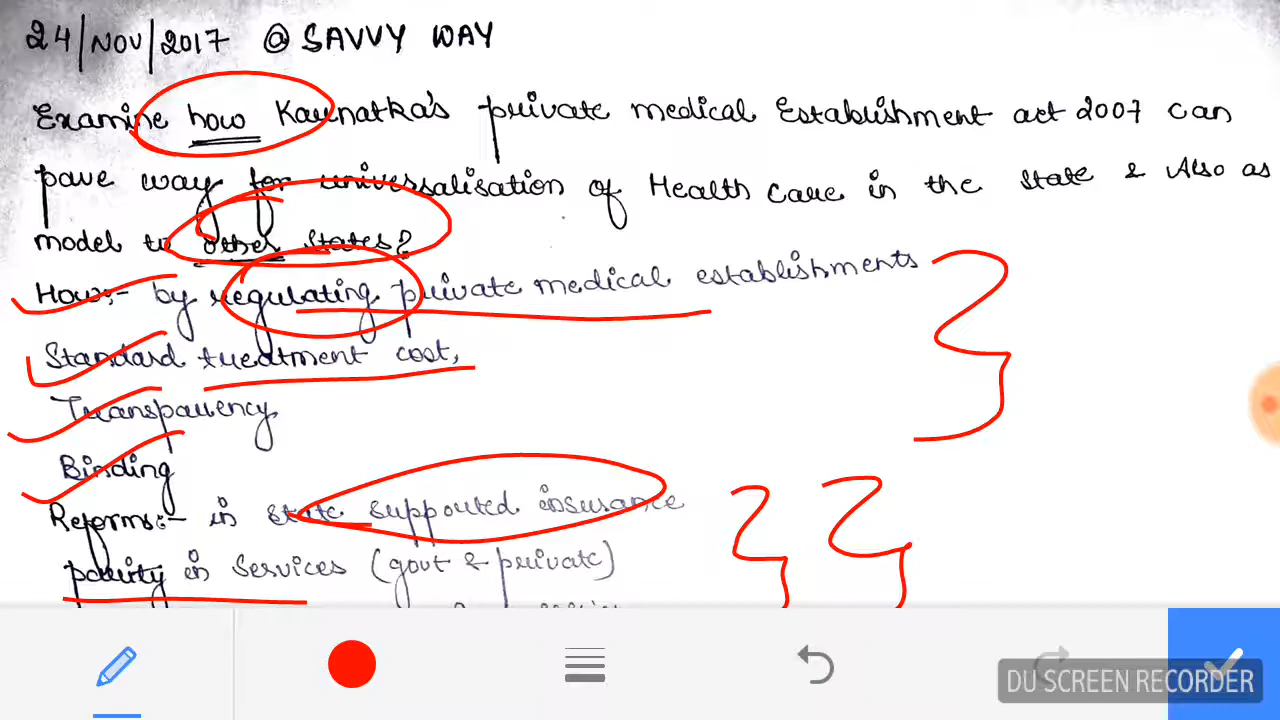 24/NOV/2017 @ SAVVY WAY
Examine how Karnatka's private medical Establishment act 2007 can
pave way for universalisation of Health care in the state & Also as
model to other states?
How:- by regulating private medical establishments
Standard treatment cost,
Transparency
Binding
Reforms:- in state supported insurance
parity in services (govt & private)
DU SCREEN RECORDER